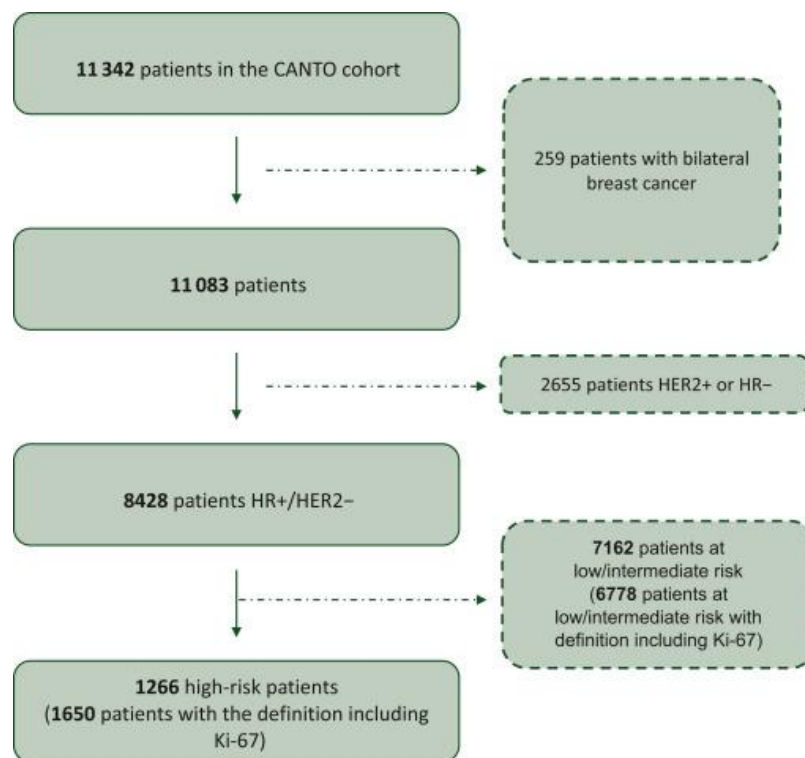 11 342 patients in the CANTO cohort
259 patients with bilateral
breast cancer
11 083 patients
2655 patients HER2+ or HR−
8428 patients HR+/HER2−
7162 patients at
low/intermediate risk
(6778 patients at
low/intermediate risk with
definition including Ki-67)
1266 high-risk patients
(1650 patients with the definition including
Ki-67)